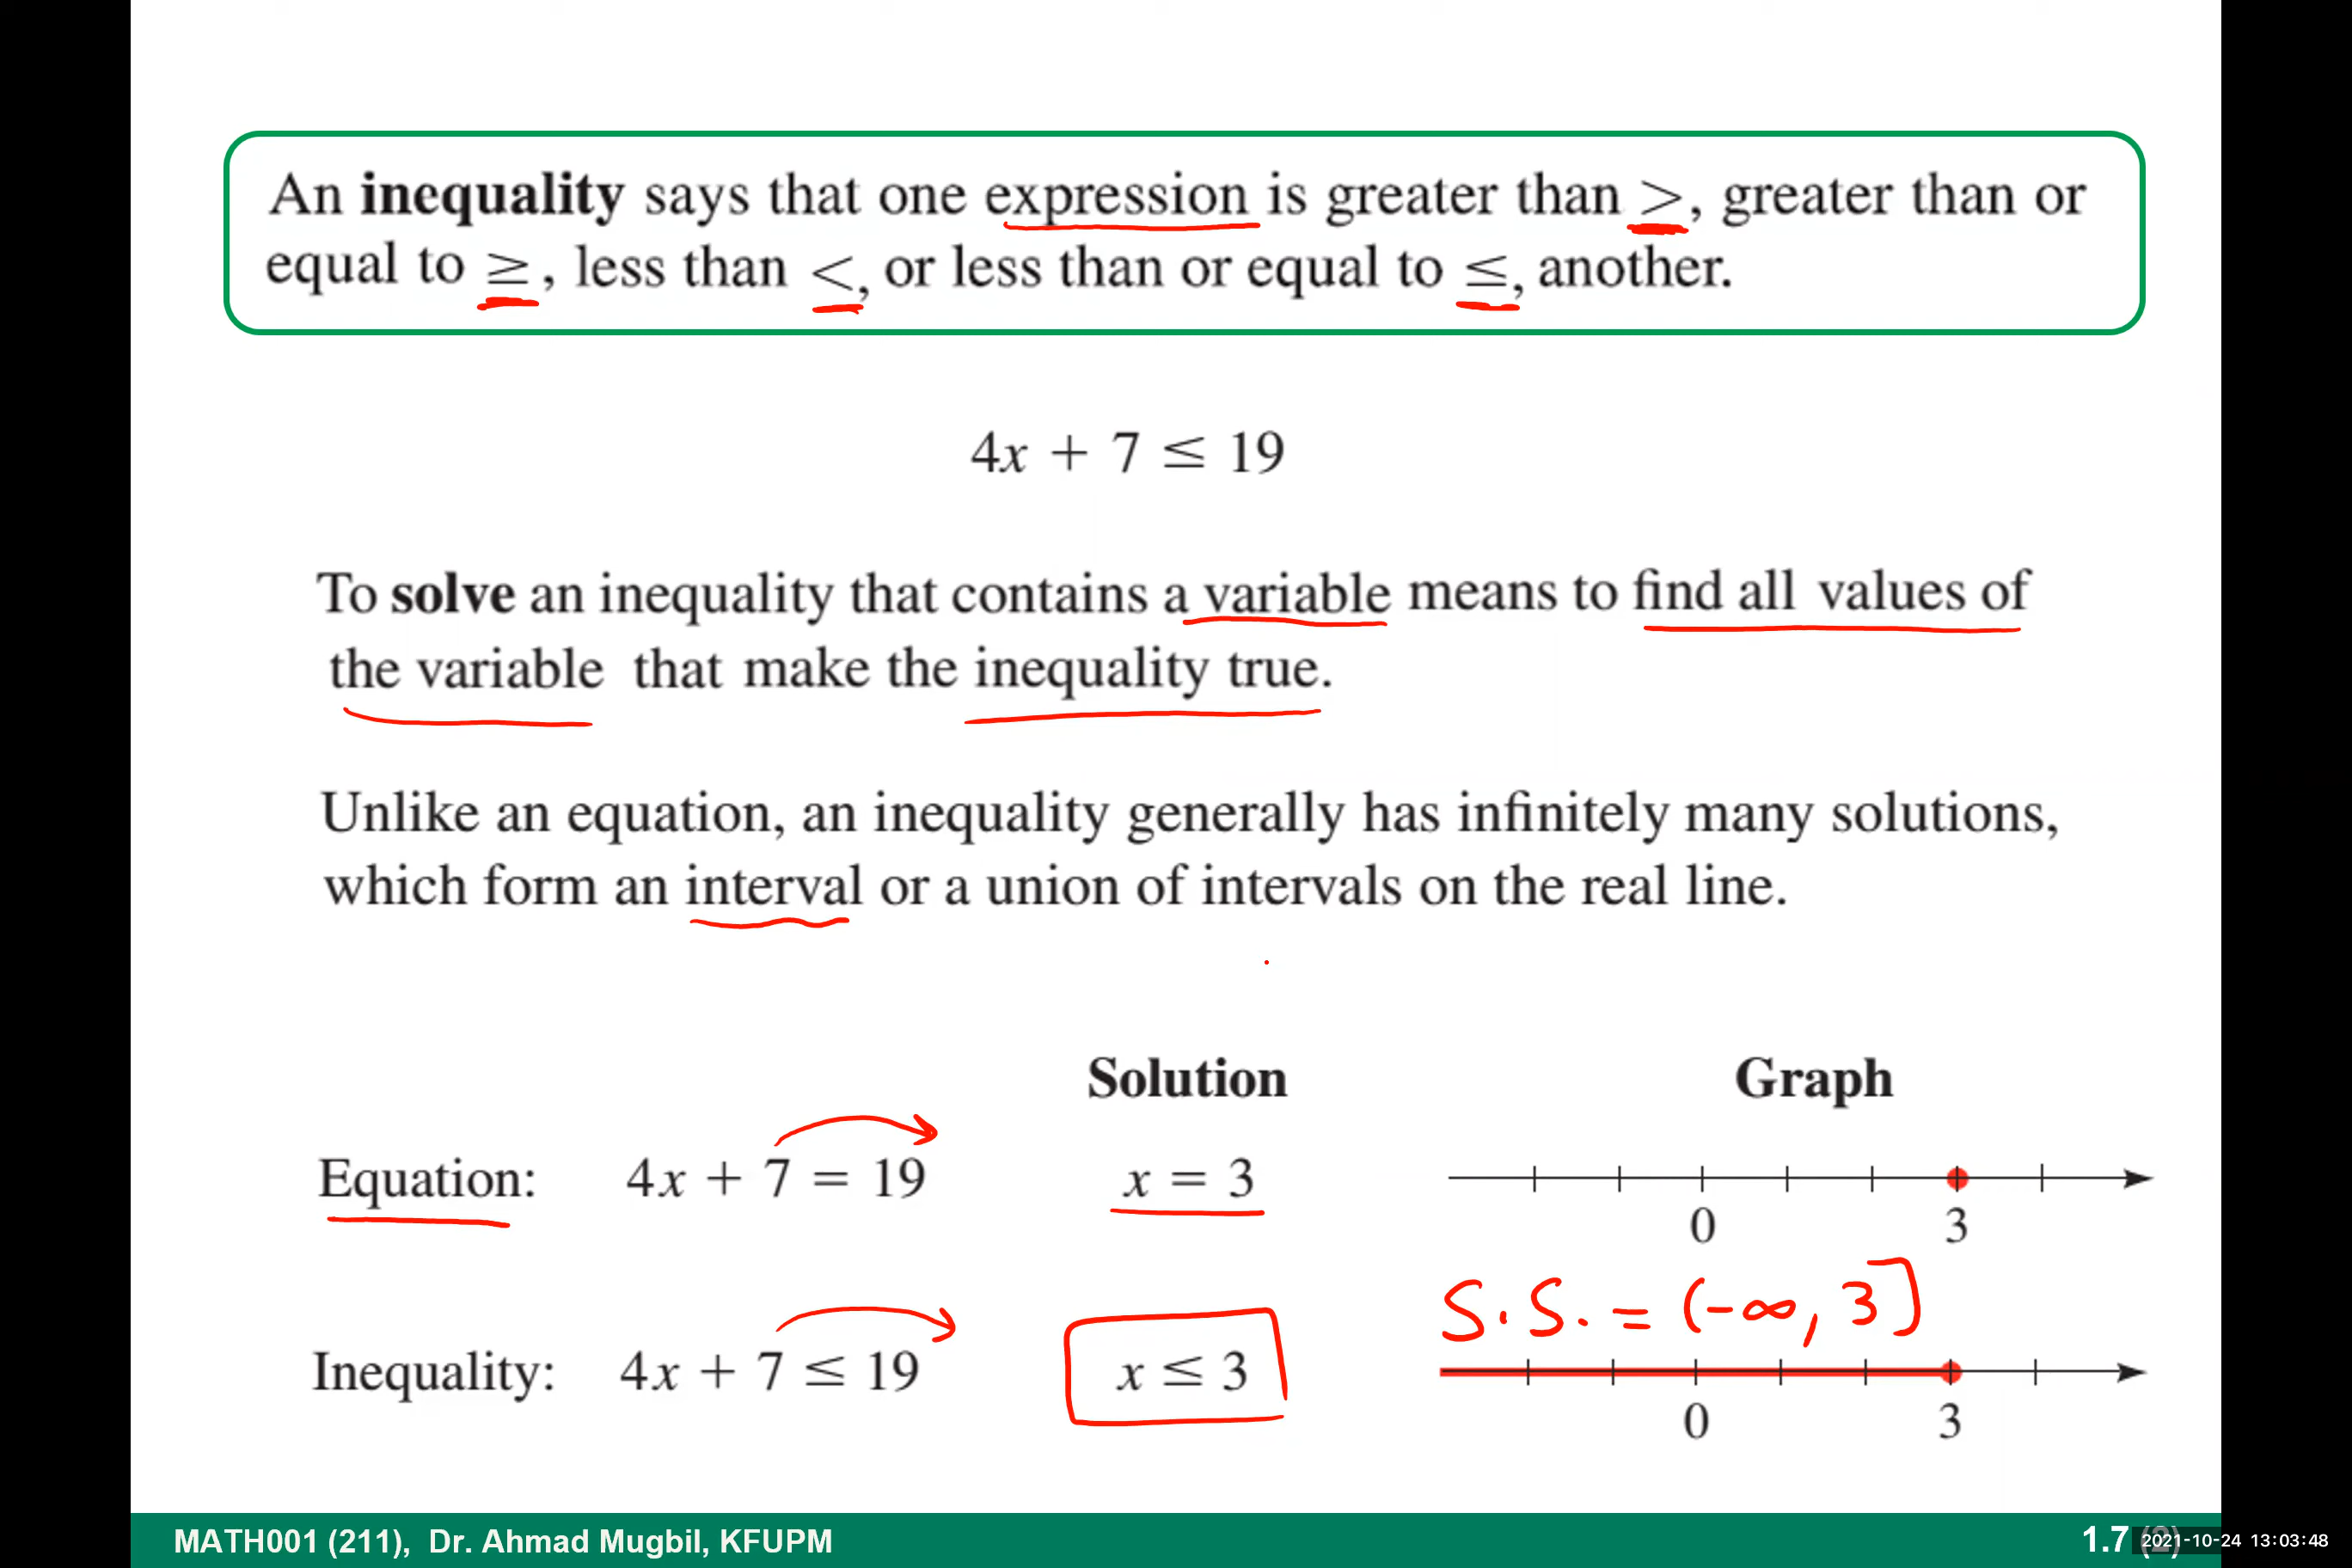 An inequality says that one expression is greater than >, greater than or
equal to ≥, less than <, or less than or equal to ≤, another.
4x + 7 ≤ 19
To solve an inequality that contains a variable means to find all values of
the variable that make the inequality true.
Unlike an equation, an inequality generally has infinitely many solutions,
which form an interval or a union of intervals on the real line.
Solution Graph
Equation: 4x + 7 = 19 x = 3
0 3
S.S. = (-∞, 3]
Inequality: 4x + 7 ≤ 19 x ≤ 3
0 3
MATH001 (211), Dr. Ahmad Mugbil, KFUPM 1.7 (2) 2021-10-24 13:03:48